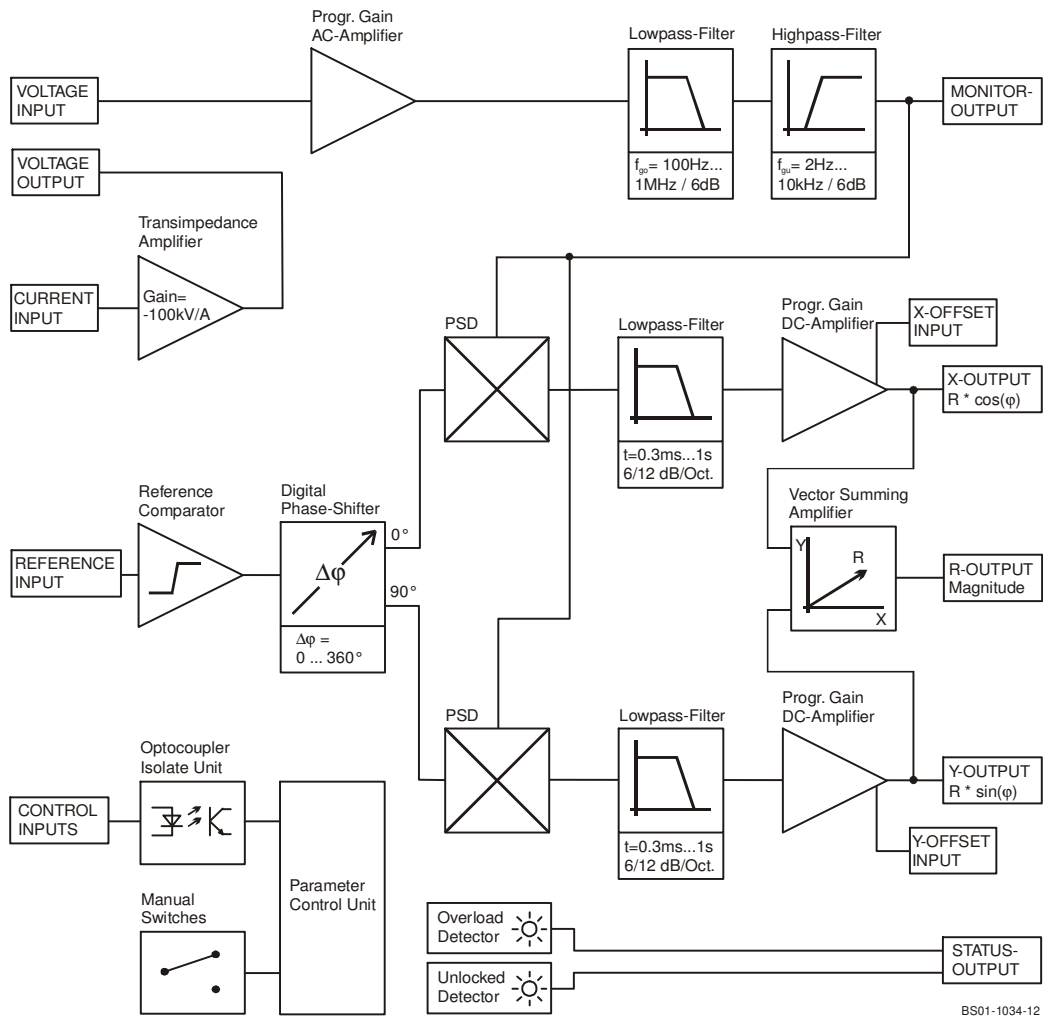 Progr. Gain
AC-Amplifier
Lowpass-Filter
Highpass-Filter
VOLTAGE
INPUT
MONITOR-
OUTPUT
VOLTAGE
OUTPUT
fgo= 100Hz...
1MHz / 6dB
fgu= 2Hz...
10kHz / 6dB
Transimpedance
Amplifier
CURRENT
INPUT
Gain=
-100kV/A
PSD
Lowpass-Filter
Progr. Gain
DC-Amplifier
X-OFFSET
INPUT
X-OUTPUT
R * cos(φ)
t=0.3ms...1s
6/12 dB/Oct.
Reference
Comparator
Digital
Phase-Shifter
Vector Summing
Amplifier
0°
REFERENCE
INPUT
Δφ
90°
Y
R
X
R-OUTPUT
Magnitude
Δφ =
0 ... 360°
PSD
Lowpass-Filter
Progr. Gain
DC-Amplifier
Optocoupler
Isolate Unit
Y-OUTPUT
R * sin(φ)
CONTROL
INPUTS
t=0.3ms...1s
6/12 dB/Oct.
Y-OFFSET
INPUT
Manual
Switches
Parameter
Control Unit
Overload
Detector
Unlocked
Detector
STATUS-
OUTPUT
BS01-1034-12